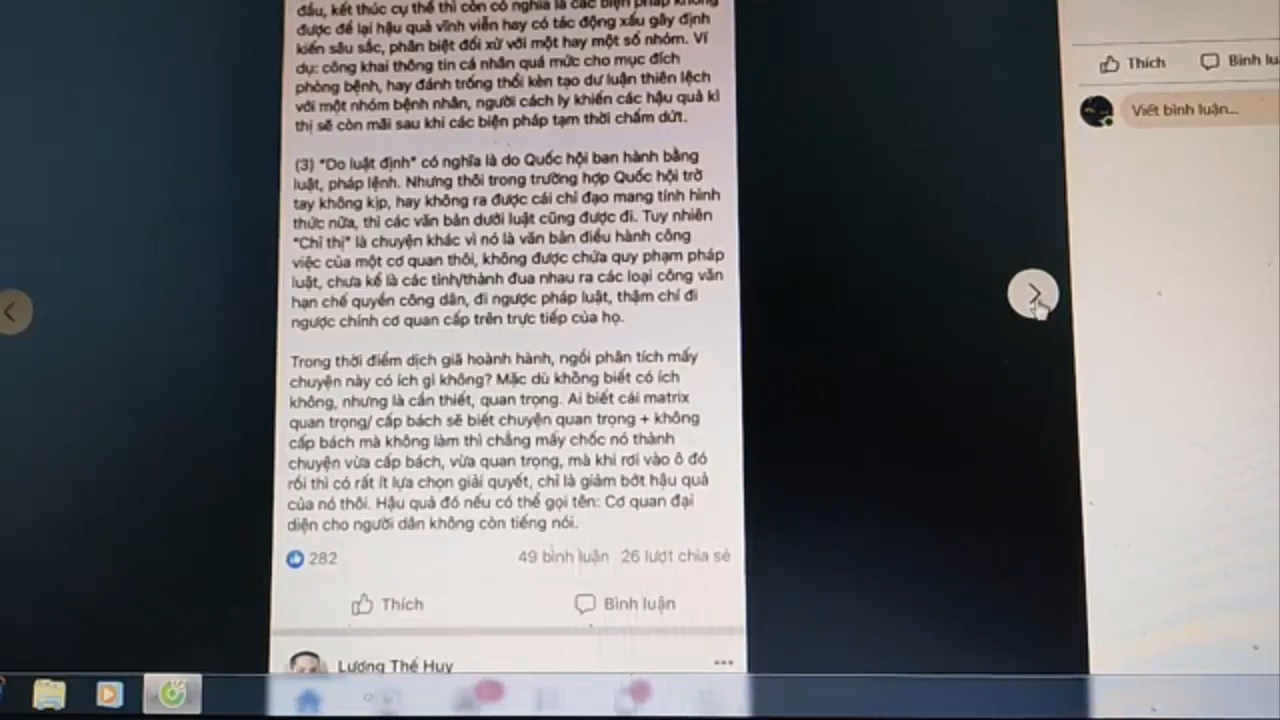 đầu, kết thúc cụ thể thì còn có nghĩa là các biện pháp không
được để lại hậu quả vĩnh viễn hay có tác động xấu gây định
kiến sâu sắc, phân biệt đối xử với một hay một số nhóm. Ví
dụ: công khai thông tin cá nhân quá mức cho mục đích
phòng bệnh, hay đánh trống thổi kèn tạo dư luận thiên lệch
với một nhóm bệnh nhân, người cách ly khiến các hậu quả kì
thị sẽ còn mãi sau khi các biện pháp tạm thời chấm dứt.
(3) "Do luật định" có nghĩa là do Quốc hội ban hành bằng
luật, pháp lệnh. Nhưng thôi trong trường hợp Quốc hội trở
tay không kịp, hay không ra được cái chỉ đạo mang tính hình
thức nữa, thì các văn bản dưới luật cũng được đi. Tuy nhiên
"Chỉ thị" là chuyện khác vì nó là văn bản điều hành công
việc của một cơ quan thôi, không được chứa quy phạm pháp
luật, chưa kể là các tỉnh/thành đua nhau ra các loại công văn
hạn chế quyền công dân, đi ngược pháp luật, thậm chí đi
ngược chính cơ quan cấp trên trực tiếp của họ.
Trong thời điểm dịch giã hoành hành, ngồi phân tích mấy
chuyện này có ích gì không? Mặc dù không biết có ích
không, nhưng là cần thiết, quan trọng. Ai biết cái matrix
quan trọng/ cấp bách sẽ biết chuyện quan trọng + không
cấp bách mà không làm thì chẳng mấy chốc nó thành
chuyện vừa cấp bách, vừa quan trọng, mà khi rơi vào ô đó
rồi thì có rất ít lựa chọn giải quyết, chỉ là giảm bớt hậu quả
của nó thôi. Hậu quả đó nếu có thể gọi tên: Cơ quan đại
diện cho người dân không còn tiếng nói.
282 49 bình luận 26 lượt chia sẻ
Thích Bình luận
Lương Thế Huy
Thích Bình lu
Viết bình luận...